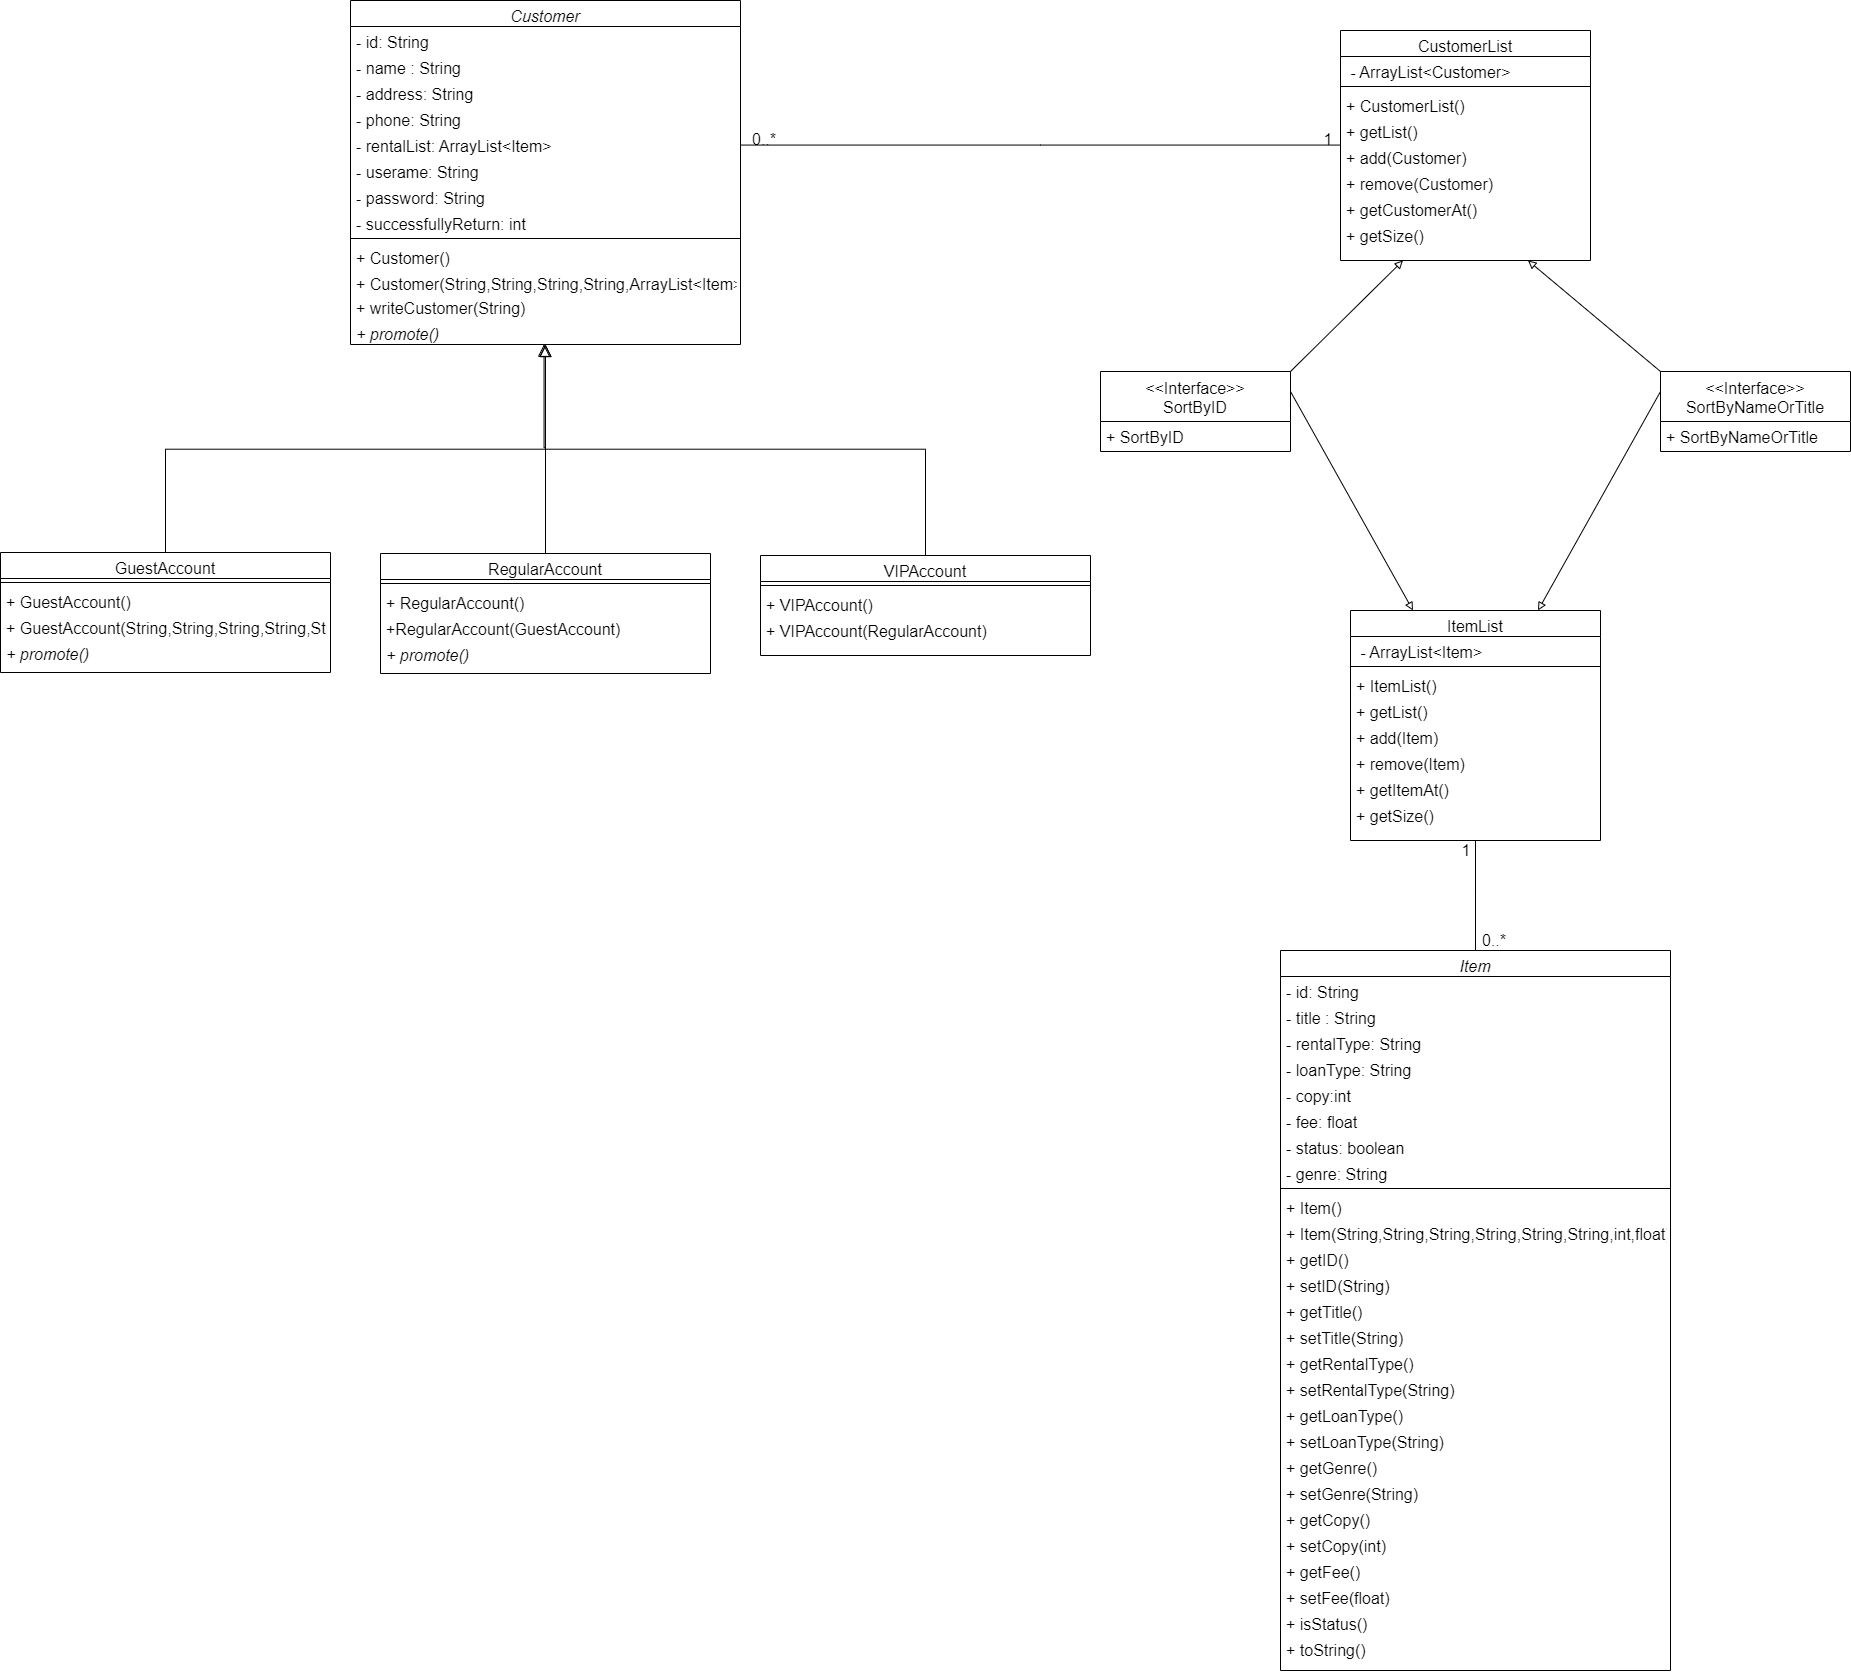 Customer
- id: String
- name : String
- address: String
- phone: String
- rentalList: ArrayList<Item>
- userame: String
- password: String
- successfullyReturn: int
+ Customer()
+ Customer(String,String,String,String,ArrayList<Item>
+ writeCustomer(String)
+ promote()
0..*
1
CustomerList
- ArrayList<Customer>
+ CustomerList()
+ getList()
+ add(Customer)
+ remove(Customer)
+ getCustomerAt()
+ getSize()
<<Interface>>
SortByID
+ SortByID
<<Interface>>
SortByNameOrTitle
+ SortByNameOrTitle
GuestAccount
+ GuestAccount()
+ GuestAccount(String,String,String,String,St
+ promote()
RegularAccount
+ RegularAccount()
+RegularAccount(GuestAccount)
+ promote()
VIPAccount
+ VIPAccount()
+ VIPAccount(RegularAccount)
ItemList
- ArrayList<Item>
+ ItemList()
+ getList()
+ add(Item)
+ remove(Item)
+ getItemAt()
+ getSize()
1
0..*
Item
- id: String
- title : String
- rentalType: String
- loanType: String
- copy:int
- fee: float
- status: boolean
- genre: String
+ Item()
+ Item(String,String,String,String,String,String,int,float
+ getID()
+ setID(String)
+ getTitle()
+ setTitle(String)
+ getRentalType()
+ setRentalType(String)
+ getLoanType()
+ setLoanType(String)
+ getGenre()
+ setGenre(String)
+ getCopy()
+ setCopy(int)
+ getFee()
+ setFee(float)
+ isStatus()
+ toString()